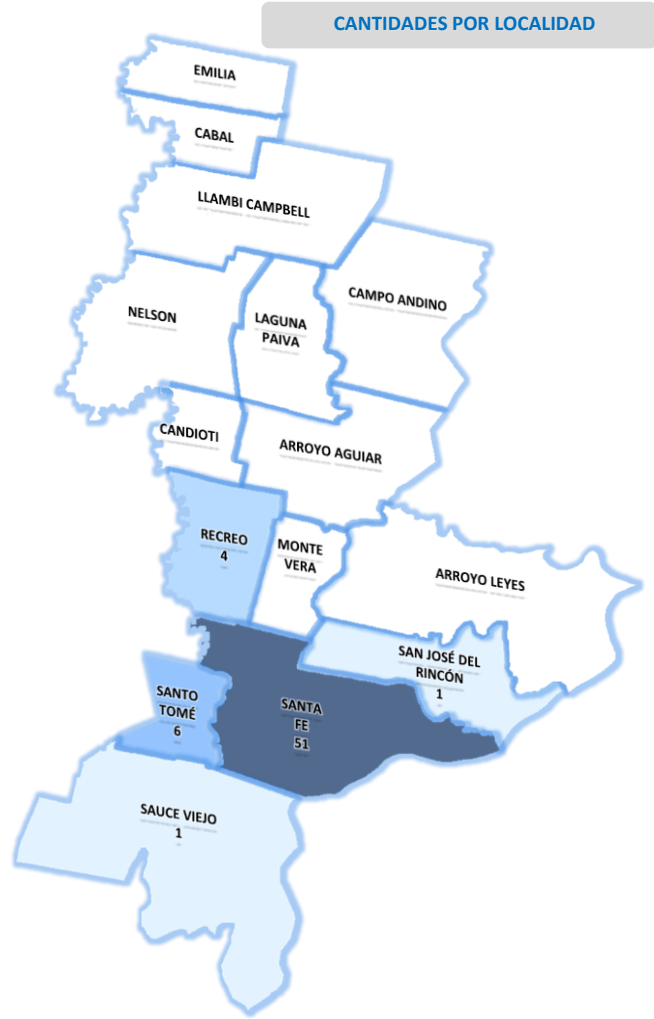 CANTIDADES POR LOCALIDAD
EMILIA
CABAL
LLAMBI CAMPBELL
CAMPO ANDINO
NELSON
LAGUNA
PAIVA
CANDIOTI
ARROYO AGUIAR
RECREO
4
MONTE
VERA
ARROYO LEYES
SAN JOSÉ DEL
RINCÓN
1
SANTO
TOMÉ
6
SANTA
FE
51
SAUCE VIEJO
1